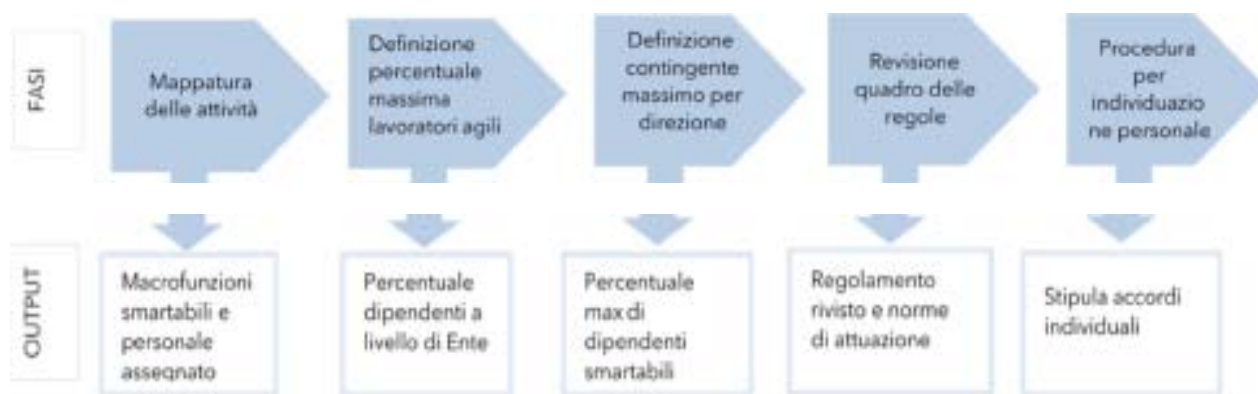 FASI
Mappatura
delle attività
Definizione
percentuale
massima
lavoratori agili
Definizione
contingente
massimo per
direzione
Revisione
quadro delle
regole
Procedura
per
individuazio
ne personale
OUTPUT
Macrofunzioni
smartabili e
personale
assegnato
Percentuale
dipendenti a
livello di Ente
Percentuale
max di
dipendenti
smartabili
Regolamento
rivisto e norme
di attuazione
Stipula accordi
individuali